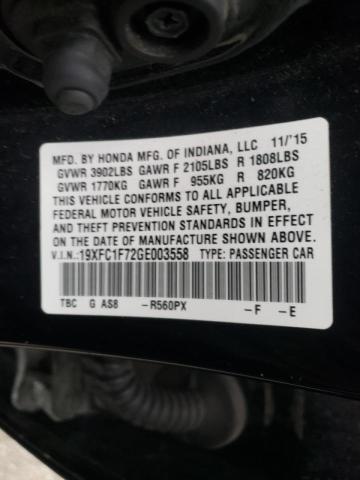 MFD. BY HONDA MFG. OF INDIANA, LLC 11/'15
GVWR 3902LBS GAWR F 2105LBS R 1808LBS
GVWR 1770KG GAWR F 955KG R 820KG
THIS VEHICLE CONFORMS TO ALL APPLICABLE
FEDERAL MOTOR VEHICLE SAFETY, BUMPER,
AND THEFT PREVENTION STANDARDS IN EFFECT
ON THE DATE OF MANUFACTURE SHOWN ABOVE.
V.I.N.:19XFC1F72GE003558 TYPE: PASSENGER CAR
TBC G AS8 -R560PX -F -E